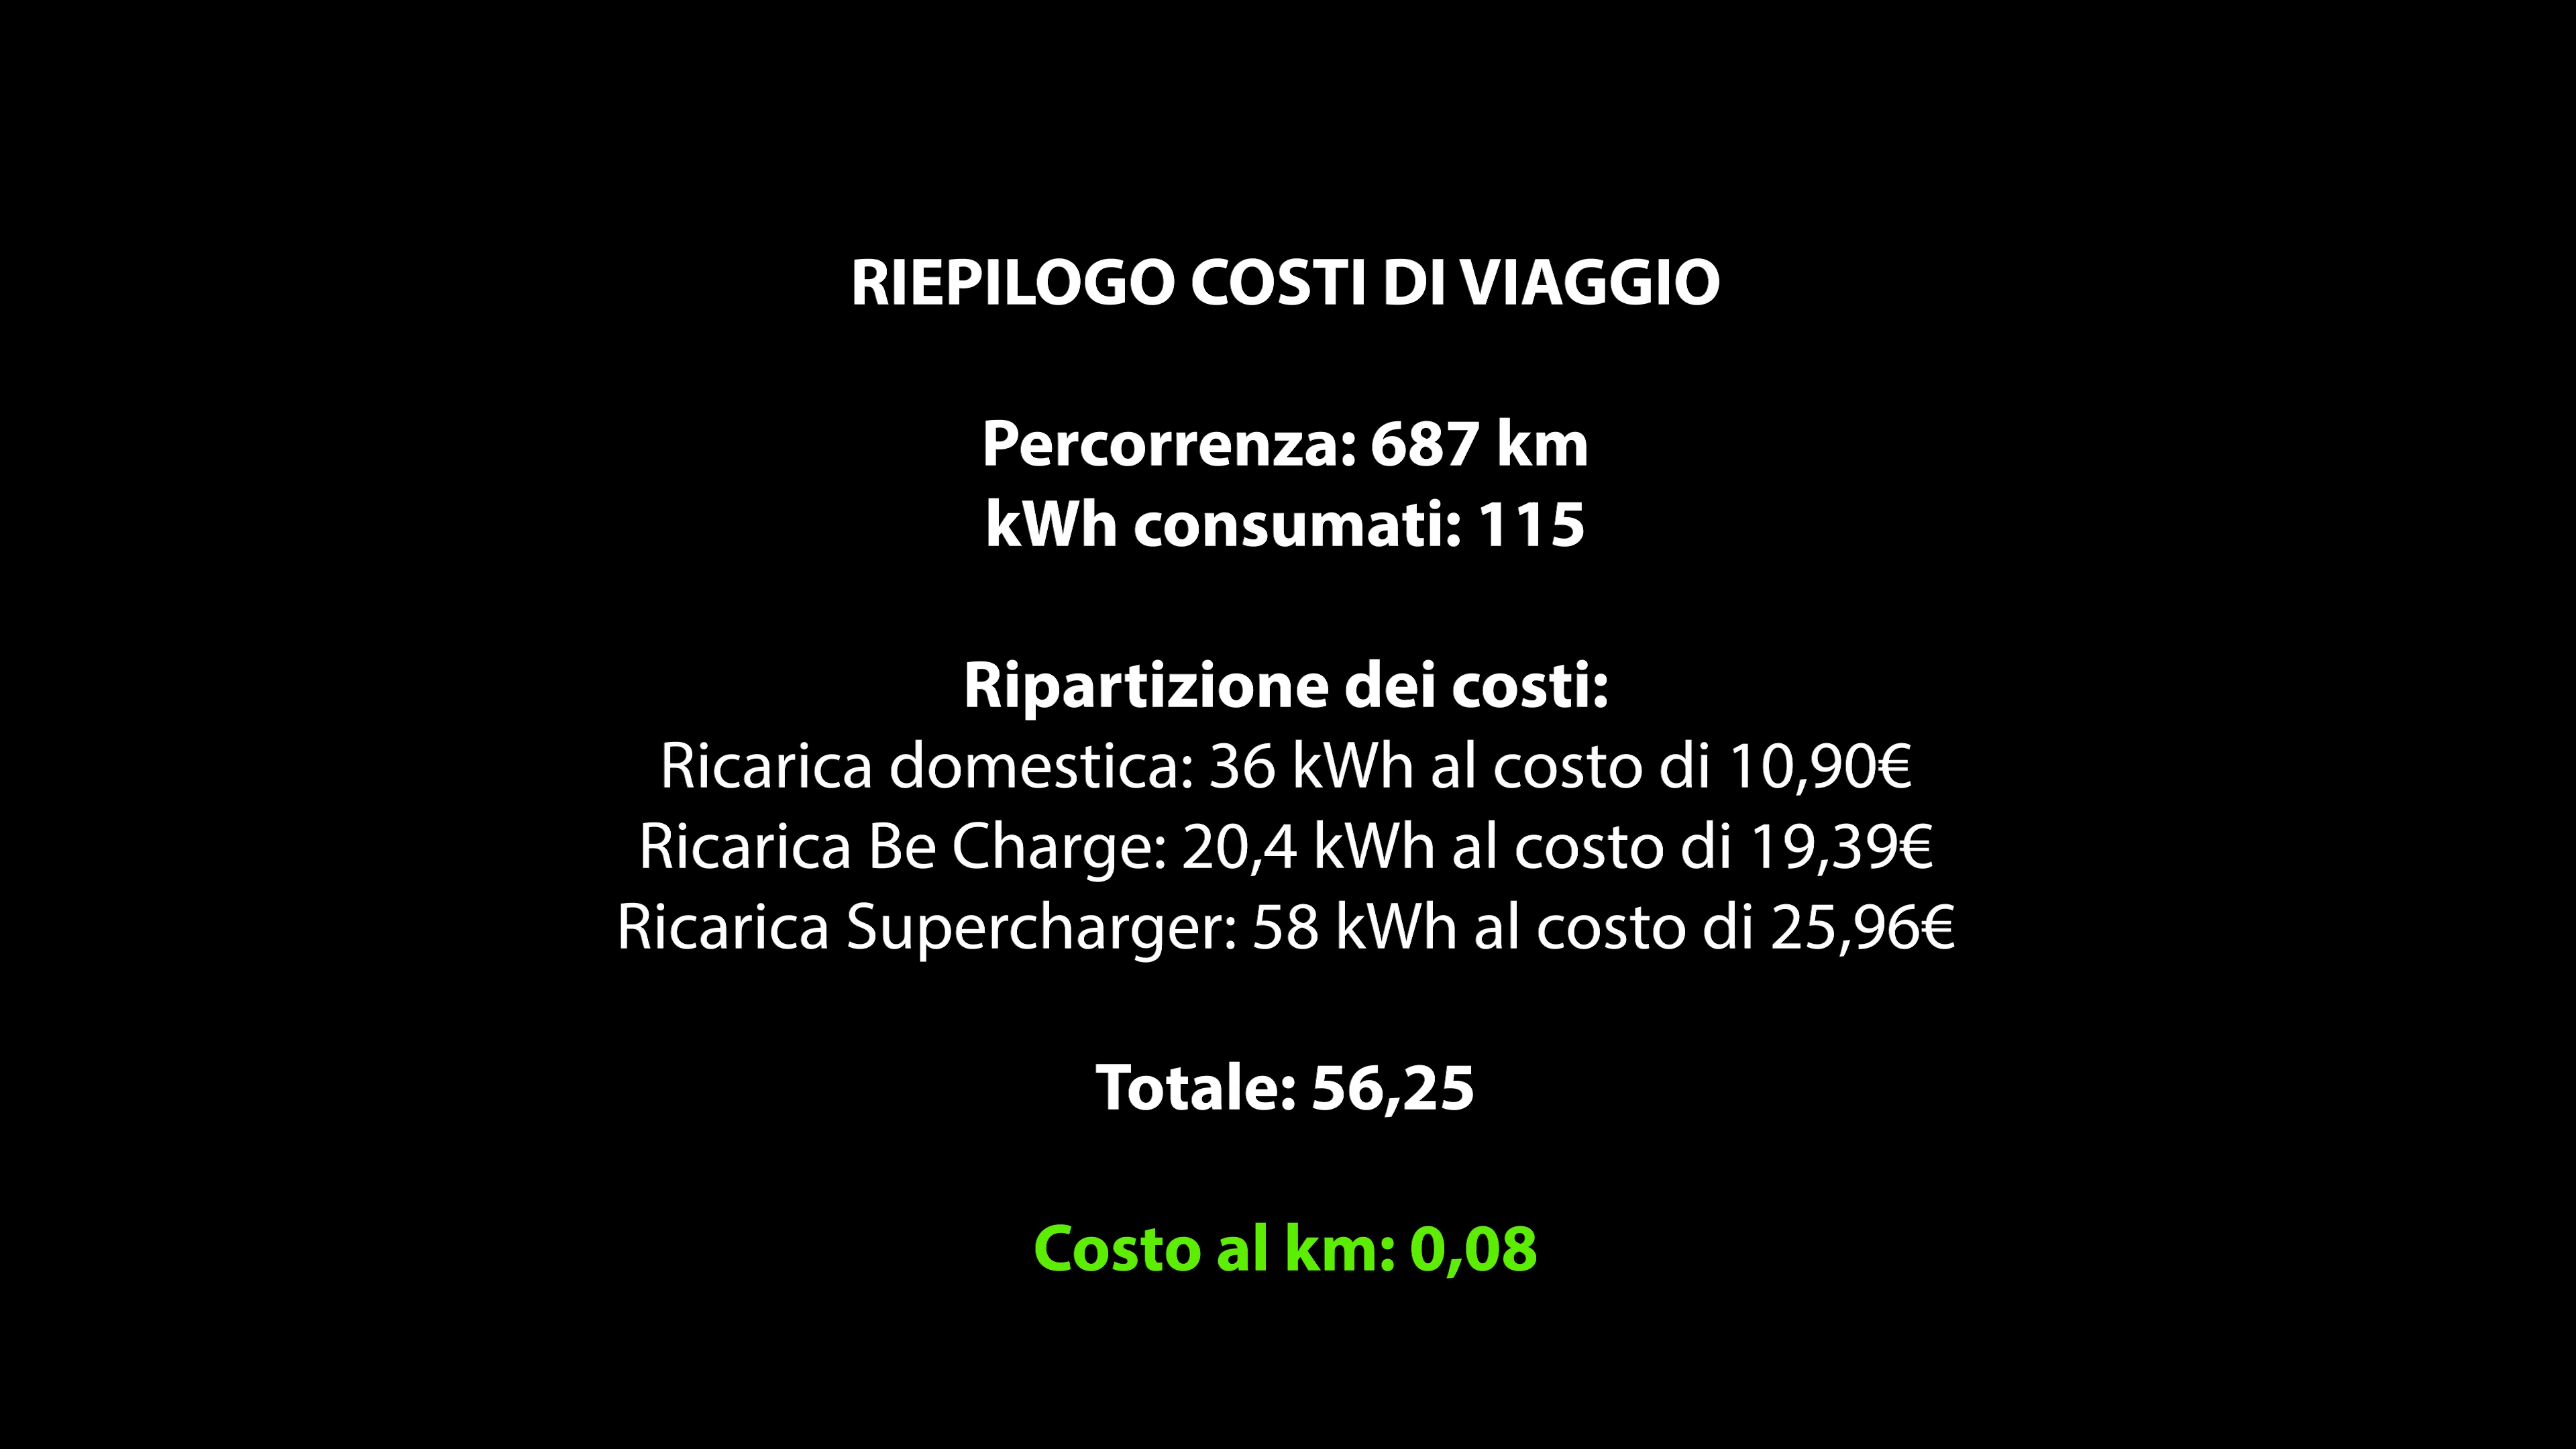 RIEPILOGO COSTI DI VIAGGIO
Percorrenza: 687 km
kWh consumati: 115
Ripartizione dei costi:
Ricarica domestica: 36 kWh al costo di 10,90€
Ricarica Be Charge: 20,4 kWh al costo di 19,39€
Ricarica Supercharger: 58 kWh al costo di 25,96€
Totale: 56,25
Costo al km: 0,08